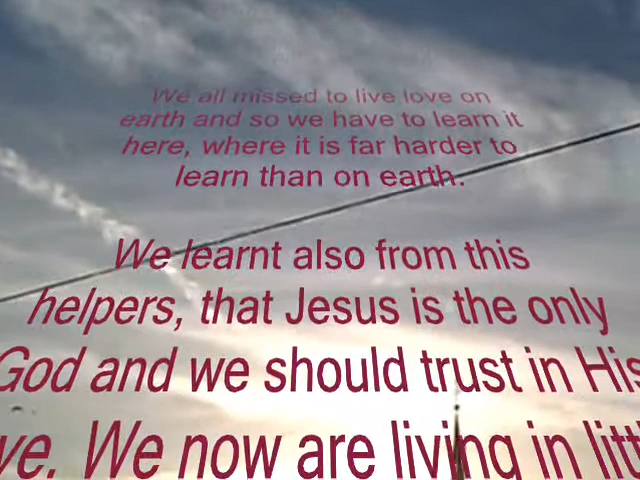 We all missed to live love on
earth and so we have to learn it
here, where it is far harder to
learn than on earth.
We learnt also from this
helpers, that Jesus is the only
God and we should trust in His
We now are living in